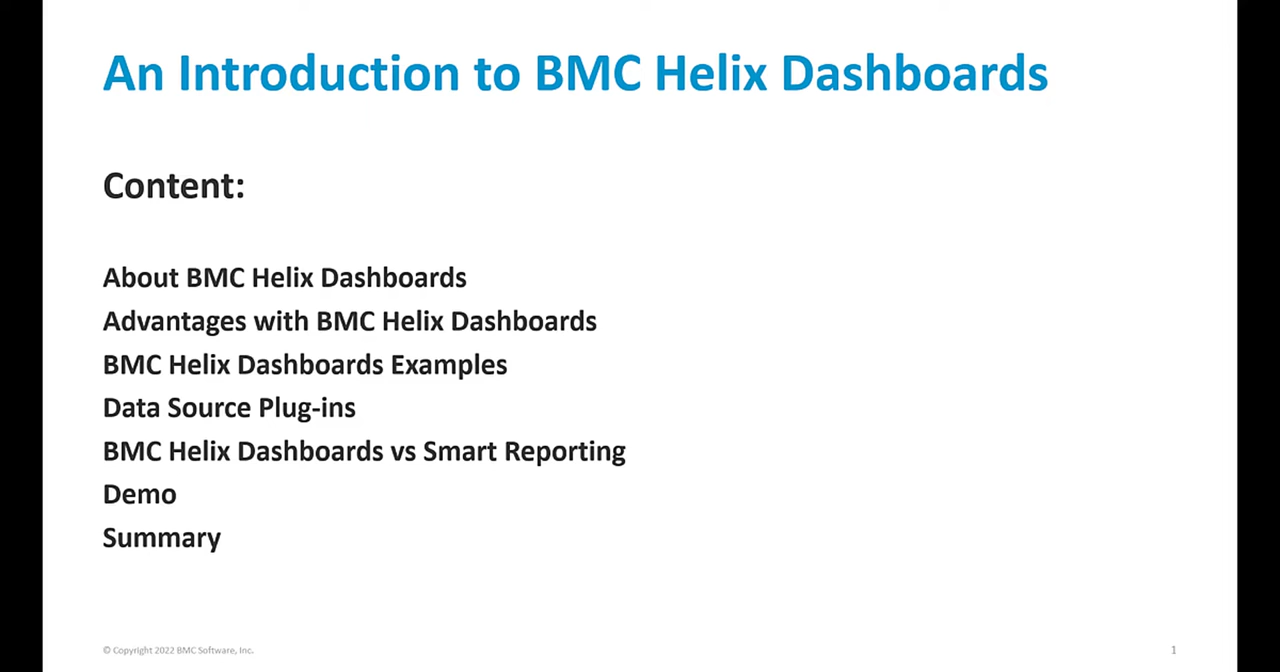 An Introduction to BMC Helix Dashboards
Content:
About BMC Helix Dashboards
Advantages with BMC Helix Dashboards
BMC Helix Dashboards Examples
Data Source Plug-ins
BMC Helix Dashboards vs Smart Reporting
Demo
Summary
© Copyright 2022 BMC Software, Inc.
1